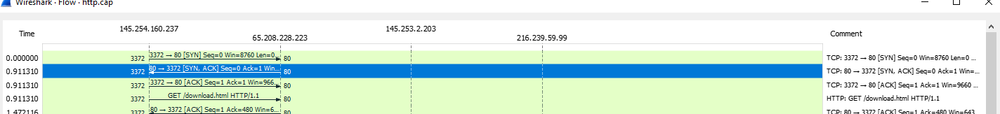 Wireshark · Flow · http.cap
Time 145.254.160.237 65.208.228.223 145.253.2.203 216.239.59.99 Comment
0.000000 3372 3372 → 80 [SYN] Seq=0 Win=8760 Len=0... 80 TCP: 3372 → 80 [SYN] Seq=0 Win=8760 Len=0 ...
0.911310 3372 80 → 3372 [SYN, ACK] Seq=0 Ack=1 Win... 80 TCP: 80 → 3372 [SYN, ACK] Seq=0 Ack=1 Win=...
0.911310 3372 3372 → 80 [ACK] Seq=1 Ack=1 Win=966... 80 TCP: 3372 → 80 [ACK] Seq=1 Ack=1 Win=9660 ...
0.911310 3372 GET /download.html HTTP/1.1 80 HTTP: GET /download.html HTTP/1.1
1.472116 3372 80 → 3372 [ACK] Seq=1 Ack=480 Win=6... 80 TCP: 80 → 3372 [ACK] Seq=1 Ack=480 Win=643...